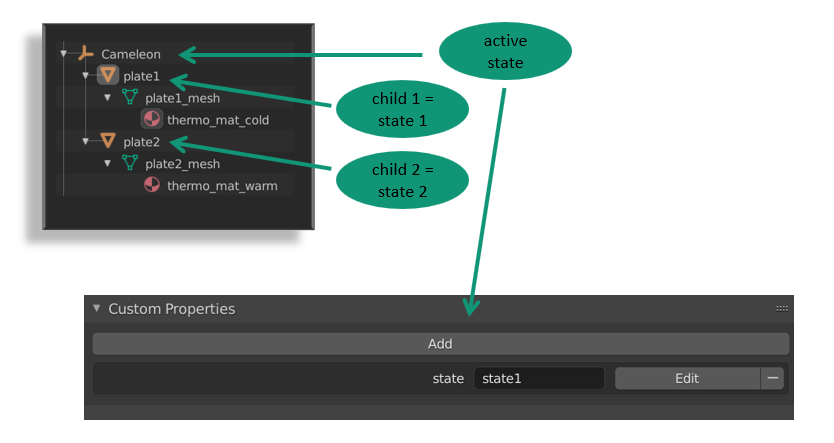 Cameleon
plate1
plate1_mesh
thermo_mat_cold
plate2
plate2_mesh
thermo_mat_warm
active
state
child 1 =
state 1
child 2 =
state 2
Custom Properties
Add
state state1 Edit